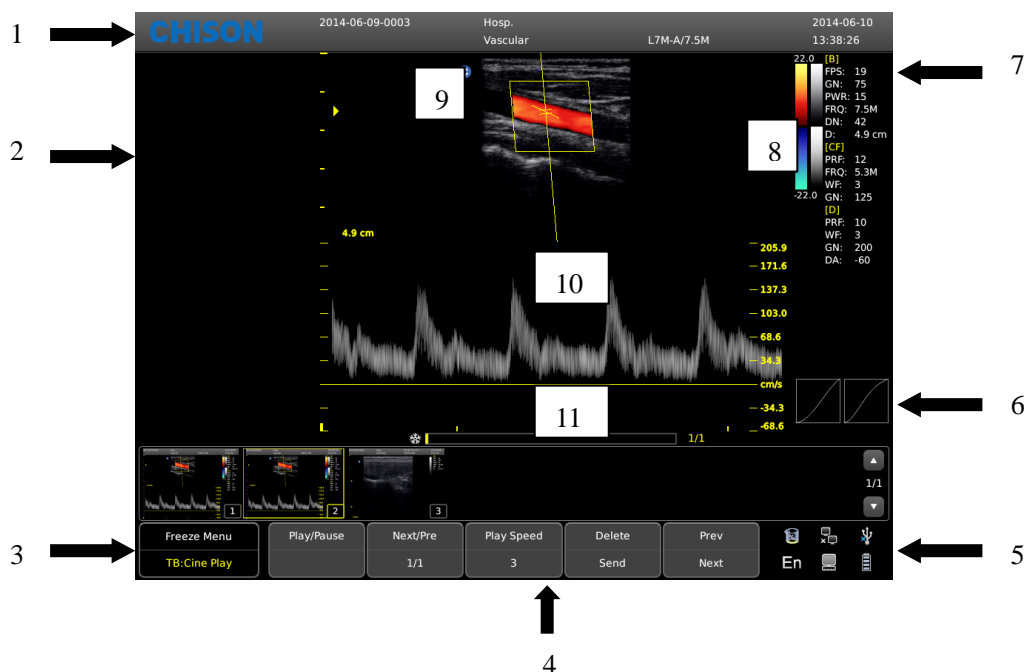 CHISON 2014-06-09-0003 Hosp. 2014-06-10
Vascular L7M-A/7.5M 13:38:26
1
2
3
4
5
6
7
8
9
10
11
22.0
-22.0
[B]
FPS: 19
GN: 75
PWR: 15
FRQ: 7.5M
DN: 42
D: 4.9 cm
[CF]
PRF: 12
FRQ: 5.3M
WF: 3
GN: 125
[D]
PRF: 10
WF: 3
GN: 200
DA: -60
4.9 cm
205.9
171.6
137.3
103.0
68.6
34.3
cm/s
-34.3
-68.6
1/1
1
2
3
1/1
Freeze Menu Play/Pause Next/Pre Play Speed Delete Prev
TB:Cine Play 1/1 3 Send Next
En